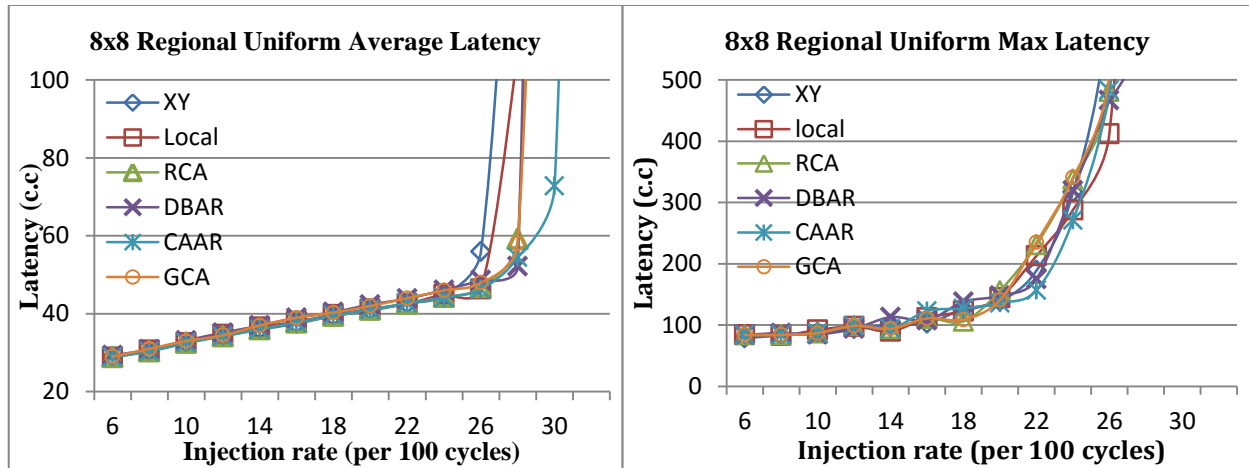 8x8 Regional Uniform Average Latency
Latency (c.c)
100
80
60
40
20
XY
Local
RCA
DBAR
CAAR
GCA
6 10 14 18 22 26 30
Injection rate (per 100 cycles)
8x8 Regional Uniform Max Latency
Latency (c.c)
500
400
300
200
100
0
XY
local
RCA
DBAR
CAAR
GCA
6 10 14 18 22 26 30
Injection rate (per 100 cycles)